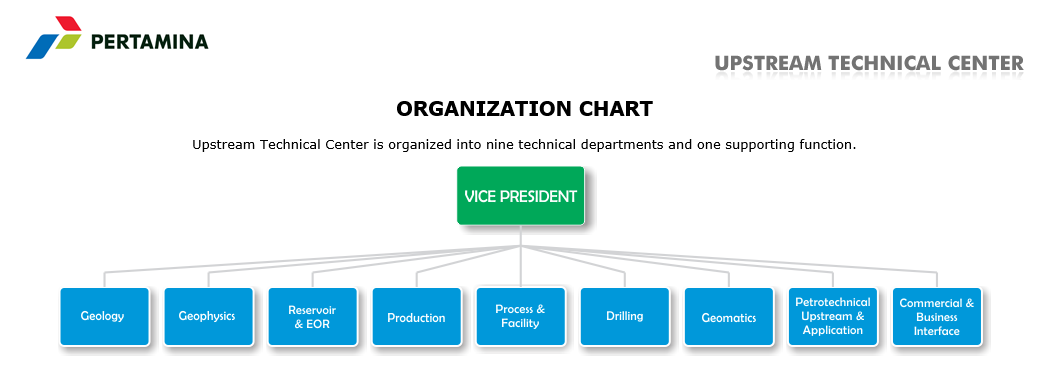 PERTAMINA
UPSTREAM TECHNICAL CENTER
ORGANIZATION CHART
Upstream Technical Center is organized into nine technical departments and one supporting function.
VICE PRESIDENT
Geology
Geophysics
Reservoir
& EOR
Production
Process &
Facility
Drilling
Geomatics
Petrotechnical
Upstream &
Application
Commercial &
Business
Interface